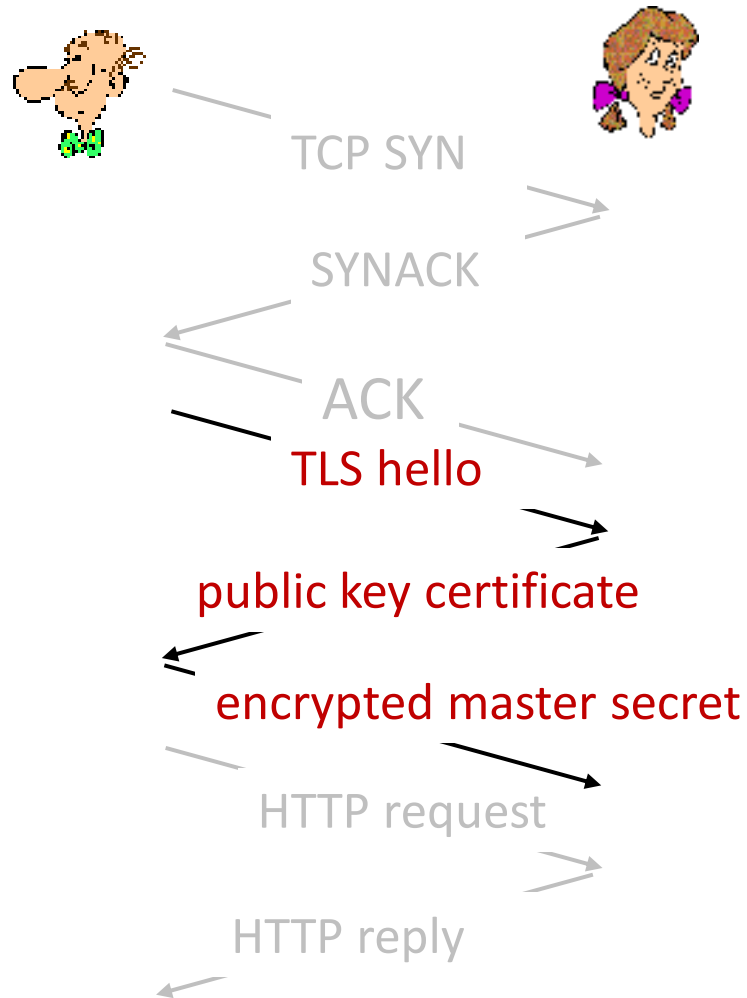 TCP SYN
SYNACK
ACK
TLS hello
public key certificate
encrypted master secret
HTTP request
HTTP reply